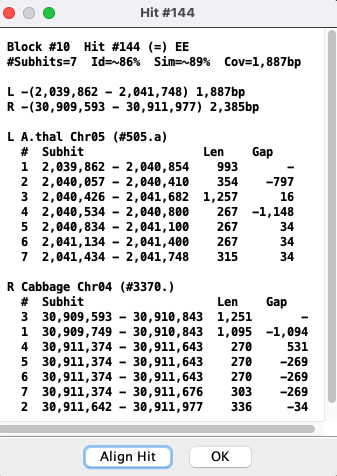 Hit #144
Block #10 Hit #144 (=) EE
#Subhits=7 Id=~86% Sim=~89% Cov=1,887bp
L -(2,039,862 - 2,041,748) 1,887bp
R -(30,909,593 - 30,911,977) 2,385bp
L A.thal Chr05 (#505.a)
# Subhit Len Gap
1 2,039,862 - 2,040,854 993 -
2 2,040,057 - 2,040,410 354 -797
3 2,040,426 - 2,041,682 1,257 16
4 2,040,534 - 2,040,800 267 -1,148
5 2,040,834 - 2,041,100 267 34
6 2,041,134 - 2,041,400 267 34
7 2,041,434 - 2,041,748 315 34
R Cabbage Chr04 (#3370.)
# Subhit Len Gap
3 30,909,593 - 30,910,843 1,251 -
1 30,909,749 - 30,910,843 1,095 -1,094
4 30,911,374 - 30,911,643 270 531
5 30,911,374 - 30,911,643 270 -269
6 30,911,374 - 30,911,643 270 -269
7 30,911,374 - 30,911,676 303 -269
2 30,911,642 - 30,911,977 336 -34
Align Hit OK